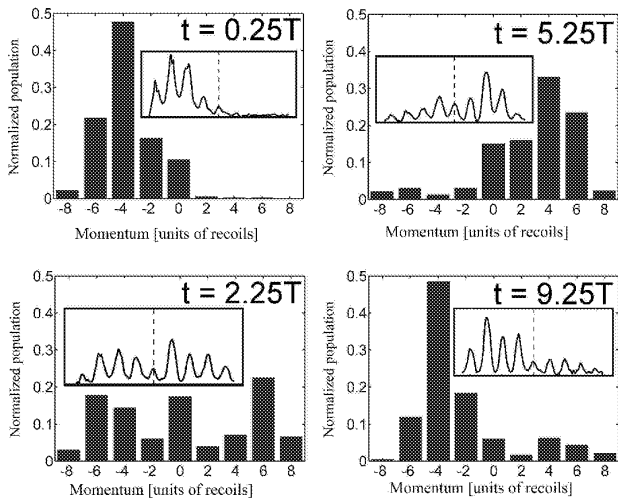 t = 0.25T
Normalized population
0.5
0.4
0.3
0.2
0.1
0
-8 -6 -4 -2 0 2 4 6 8
Momentum [units of recoils]
t = 5.25T
Normalized population
0.5
0.4
0.3
0.2
0.1
0
-8 -6 -4 -2 0 2 4 6 8
Momentum [units of recoils]
t = 2.25T
Normalized population
0.5
0.4
0.3
0.2
0.1
0
-8 -6 -4 -2 0 2 4 6 8
Momentum [units of recoils]
t = 9.25T
Normalized population
0.5
0.4
0.3
0.2
0.1
0
-8 -6 -4 -2 0 2 4 6 8
Momentum [units of recoils]